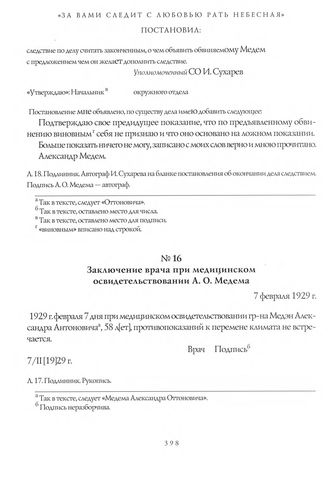 «ЗА ВАМИ СЛЕДИТ С ЛЮБОВЬЮ РАТЬ НЕБЕСНАЯ»
ПОСТАНОВИЛ:
следствие по делу считать законченным, о чем объявить обвиняемому Медем
с предложением чем он желает дополнить следствие.
Уполномоченный СО И. Сухарев
«Утверждаю»: Начальник в окружного отдела
Постановление мне объявлено, по существу дела имею добавить следующее:
Подтверждаю свое предыдущее показание, что по предъявленному обви-
нению виновным г себя не признаю и что оно основано на ложном показании.
Больше показать ничего не могу, записано с моих слов верно и мною прочитано.
Александр Медем.
Л. 18. Подлинник. Автограф И. Сухарева на бланке постановления об окончании дела следствием.
Подпись А. О. Медема — автограф.
а Так в тексте, следует «Оттоновича».
б Так в тексте, оставлено место для числа.
в Так в тексте, оставлено место для подписи.
г «виновным» вписано над строкой.
№ 16
Заключение врача при медицинском
освидетельствовании А. О. Медема
7 февраля 1929 г.
1929 г. февраля 7 дня при медицинском освидетельствовании гр-на Медэн Алек-
сандра Антоновича а, 58 л[ет], противопоказаний к перемене климата не вс-
тречается.
Врач Подпись б
7/II [19]29 г.
Л. 17. Подлинник. Рукопись.
а Так в тексте, следует «Медема Александра Оттоновича».
б Подпись неразборчива.
398